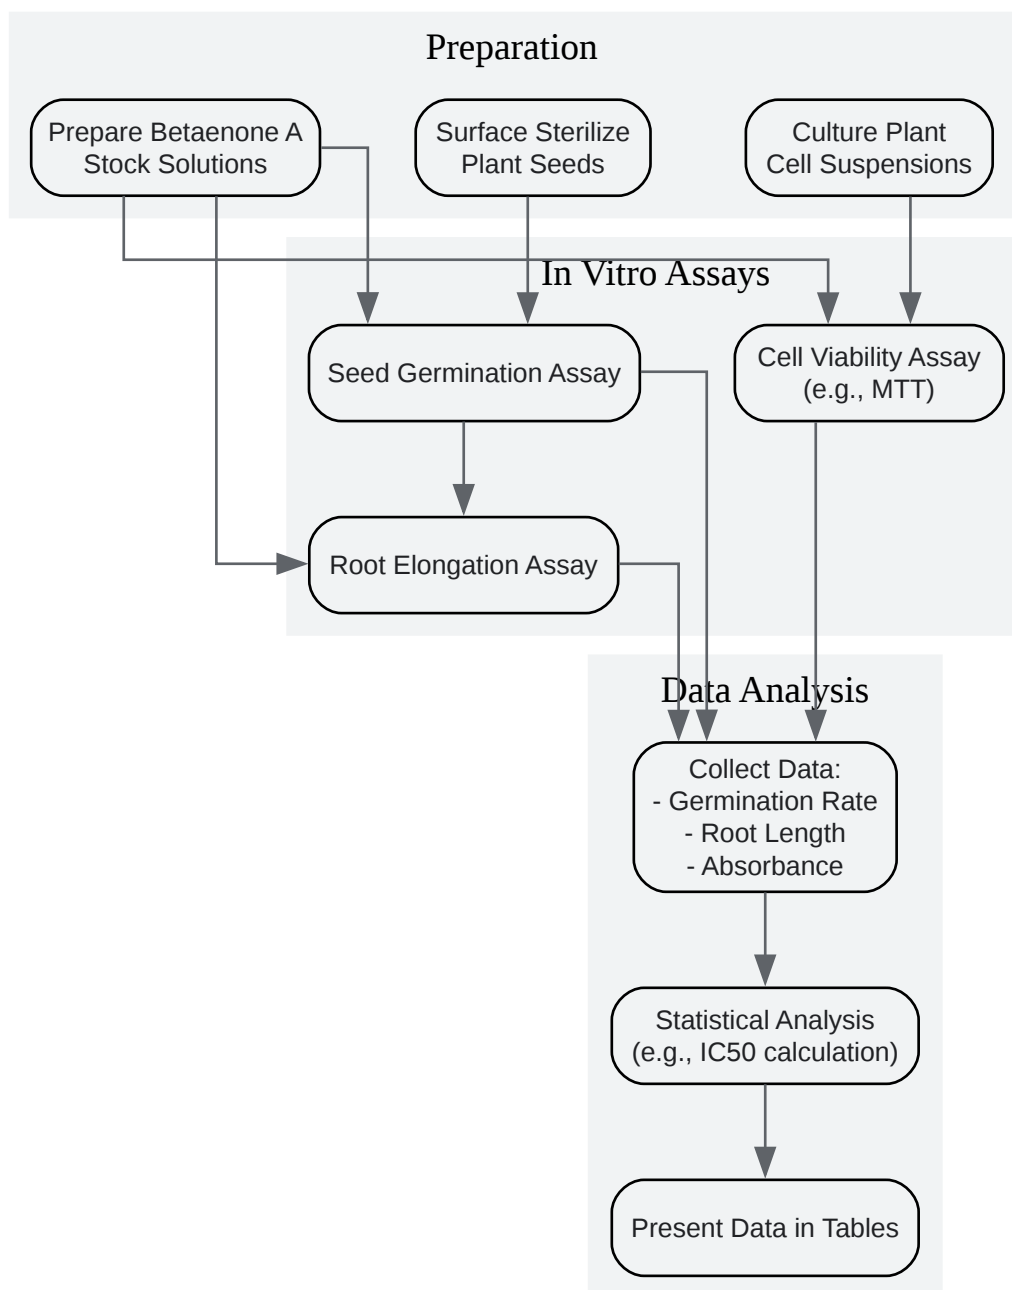 Preparation
Prepare Betaenone A
Stock Solutions
Surface Sterilize
Plant Seeds
Culture Plant
Cell Suspensions
In Vitro Assays
Seed Germination Assay
Cell Viability Assay
(e.g., MTT)
Root Elongation Assay
Data Analysis
Collect Data:
- Germination Rate
- Root Length
- Absorbance
Statistical Analysis
(e.g., IC50 calculation)
Present Data in Tables